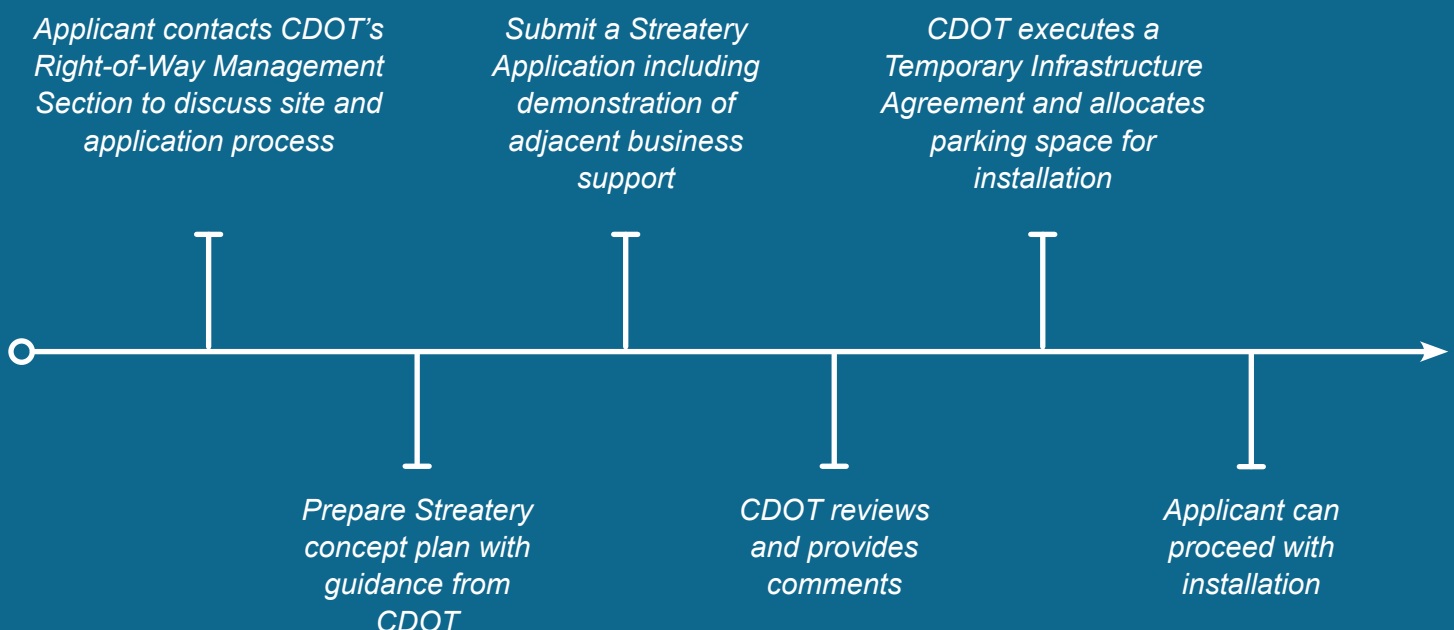 Applicant contacts CDOT's
Right-of-Way Management
Section to discuss site and
application process
Prepare Streatery
concept plan with
guidance from
CDOT
Submit a Streatery
Application including
demonstration of
adjacent business
support
CDOT reviews
and provides
comments
CDOT executes a
Temporary Infrastructure
Agreement and allocates
parking space for
installation
Applicant can
proceed with
installation